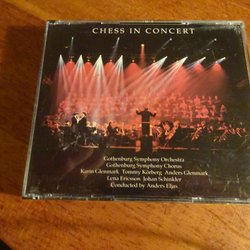 CHESS IN CONCERT
Gothenburg Symphony Orchestra
Gothenburg Symphony Chorus
Karin Glenmark Tommy Körberg Anders Glenmark
Lena Ericsson Johan Schinkler
Conducted by Anders Eljas